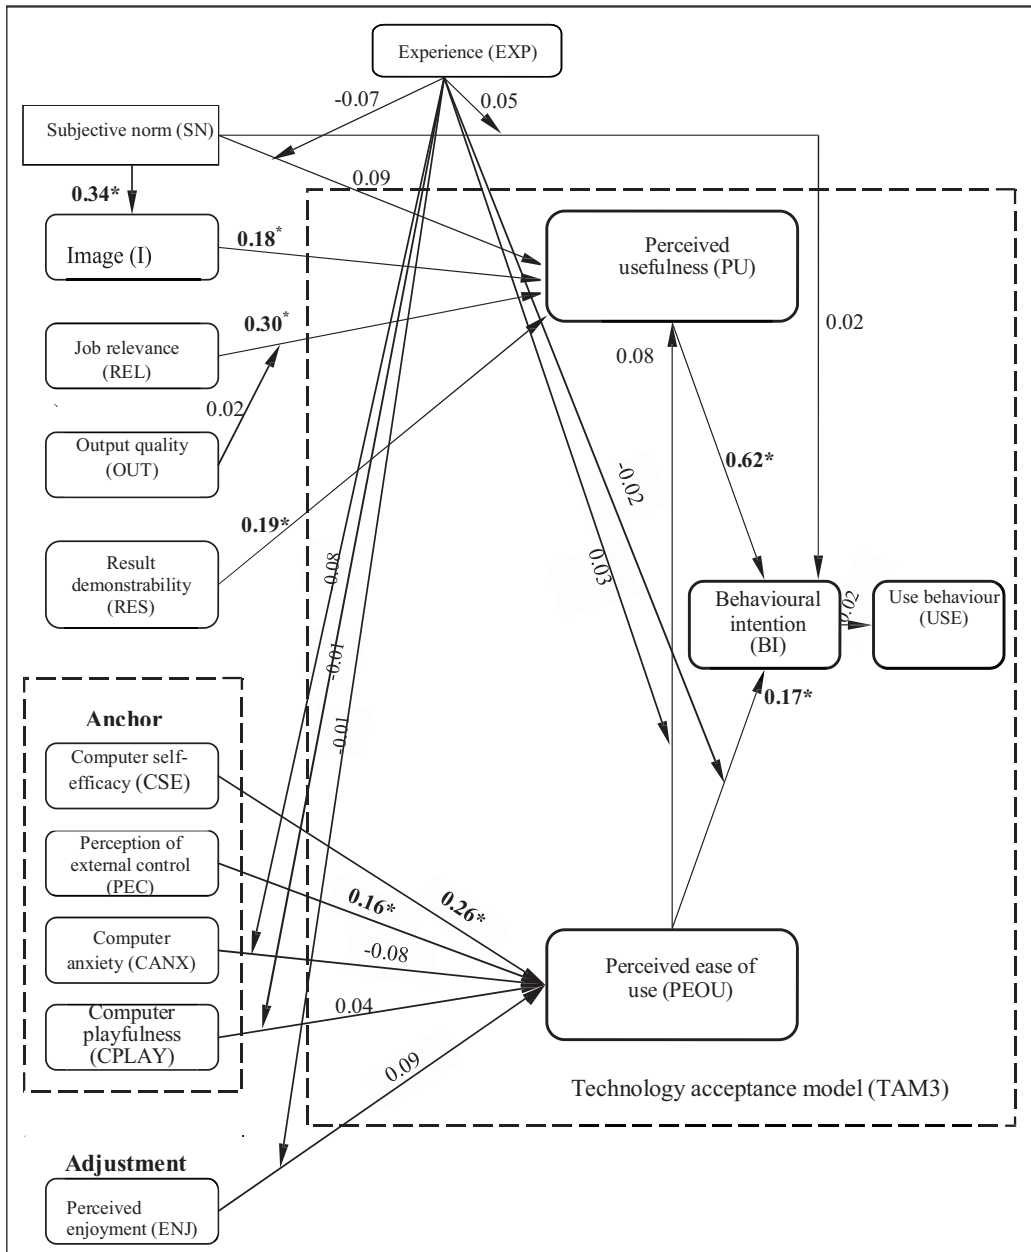 Experience (EXP)
-0.07
0.05
Subjective norm (SN)
0.34*
0.09
Image (I)
0.18*
Perceived
usefulness (PU)
Job relevance
(REL)
0.30*
0.02
0.08
0.02
Output quality
(OUT)
0.62*
-0.02
0.19*
Result
demonstrability
(RES)
0.08
0.03
Behavioural
intention
(BI)
0.02
Use behaviour
(USE)
-0.01
0.17*
-0.01
Anchor
Computer self-
efficacy (CSE)
Perception of
external control
(PEC)
0.16*
0.26*
Computer
anxiety (CANX)
-0.08
Perceived ease of
use (PEOU)
Computer
playfulness
(CPLAY)
0.04
0.09
Technology acceptance model (TAM3)
Adjustment
Perceived
enjoyment (ENJ)